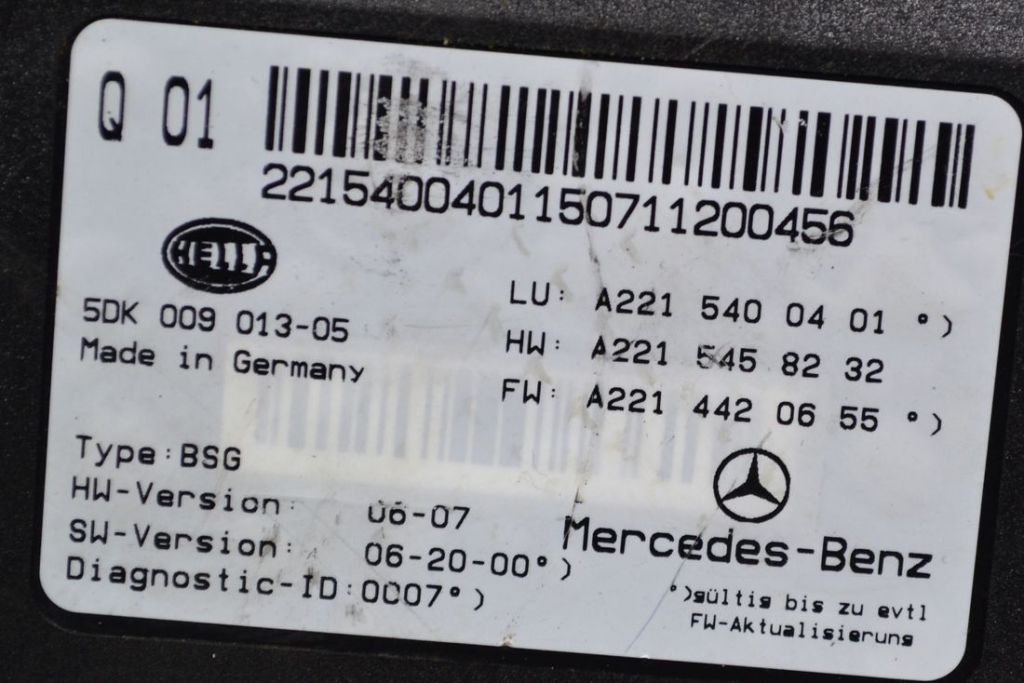 Q 01
2215400401150711200456
HELLA
5DK 009 013-05
Made in Germany
LU: A221 540 04 01 °)
HW: A221 545 82 32
FW: A221 442 06 55 °)
Type:BSG
HW-Version: 06-07
SW-Version: 06-20-00°)
Diagnostic-ID:0007°)
Mercedes-Benz
°)gültig bis zu evtl
FW-Aktualisierung